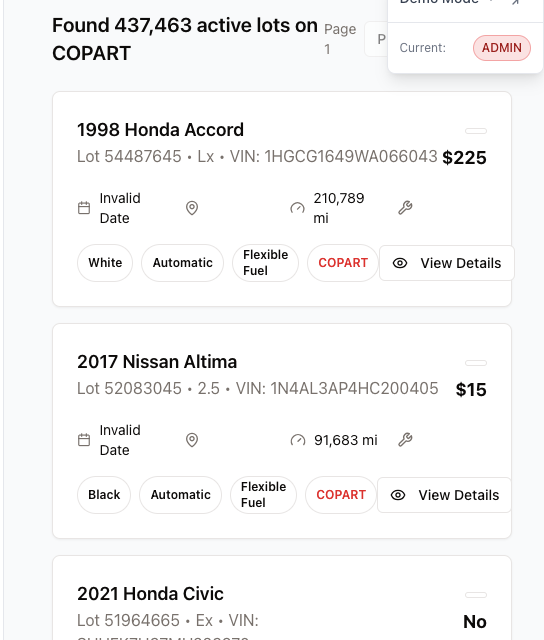 Demo Mode
Found 437,463 active lots on COPART
Page 1
P
Current: ADMIN
1998 Honda Accord
Lot 54487645 • Lx • VIN: 1HGCG1649WA066043 $225
Invalid Date
210,789 mi
White Automatic Flexible Fuel COPART View Details
2017 Nissan Altima
Lot 52083045 • 2.5 • VIN: 1N4AL3AP4HC200405 $15
Invalid Date
91,683 mi
Black Automatic Flexible Fuel COPART View Details
2021 Honda Civic
Lot 51964665 • Ex • VIN:
No